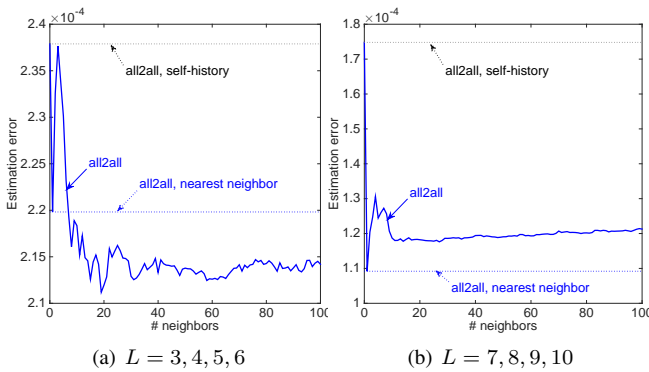 ×10⁻⁴
2.4
2.35
2.3
2.25
2.2
2.15
2.1
Estimation error
all2all, self-history
all2all
all2all, nearest neighbor
0 20 40 60 80 100
# neighbors
(a) L = 3, 4, 5, 6
×10⁻⁴
1.8
1.7
1.6
1.5
1.4
1.3
1.2
1.1
1
Estimation error
all2all, self-history
all2all
all2all, nearest neighbor
0 20 40 60 80 100
# neighbors
(b) L = 7, 8, 9, 10